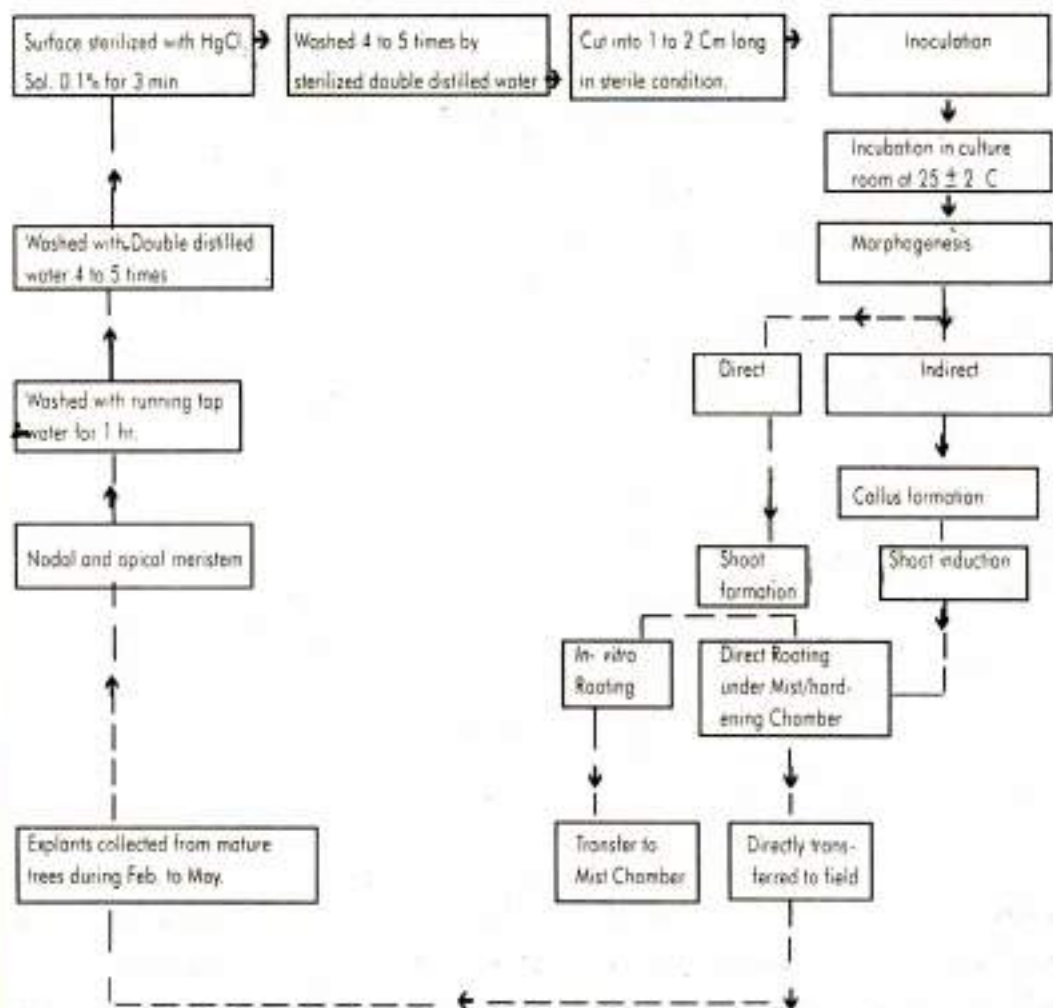 Surface sterilized with HgCl.
Sol. 0.1% for 3 min
Washed 4 to 5 times by
sterilized double distilled water
Cut into 1 to 2 Cm long
in sterile condition.
Inoculation
Incubation in culture
room at 25 ± 2 C
Morphogenesis
Washed with Double distilled
water 4 to 5 times
Direct
Indirect
Washed with running tap
water for 1 hr.
Callus formation
Nodal and apical meristem
Shoot
formation
Shoot induction
In- vitro
Rooting
Direct Rooting
under Mist/hard-
ening Chamber
Explants collected from mature
trees during Feb. to May.
Transfer to
Mist Chamber
Directly trans-
ferred to field